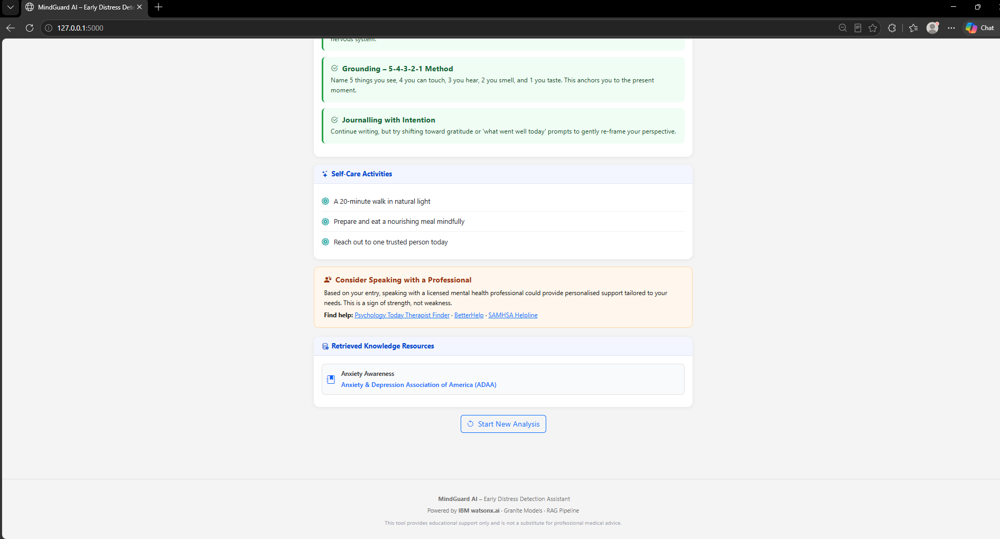 MindGuard AI – Early Distress Det
127.0.0.1:5000
Chat
nervous system.
Grounding – 5-4-3-2-1 Method
Name 5 things you see, 4 you can touch, 3 you hear, 2 you smell, and 1 you taste. This anchors you to the present
moment.
Journalling with Intention
Continue writing, but try shifting toward gratitude or 'what went well today' prompts to gently re-frame your perspective.
Self-Care Activities
A 20-minute walk in natural light
Prepare and eat a nourishing meal mindfully
Reach out to one trusted person today
Consider Speaking with a Professional
Based on your entry, speaking with a licensed mental health professional could provide personalised support tailored to your
needs. This is a sign of strength, not weakness.
Find help: Psychology Today Therapist Finder · BetterHelp · SAMHSA Helpline
Retrieved Knowledge Resources
Anxiety Awareness
Anxiety & Depression Association of America (ADAA)
Start New Analysis
MindGuard AI – Early Distress Detection Assistant
Powered by IBM watsonx.ai · Granite Models · RAG Pipeline
This tool provides educational support only and is not a substitute for professional medical advice.